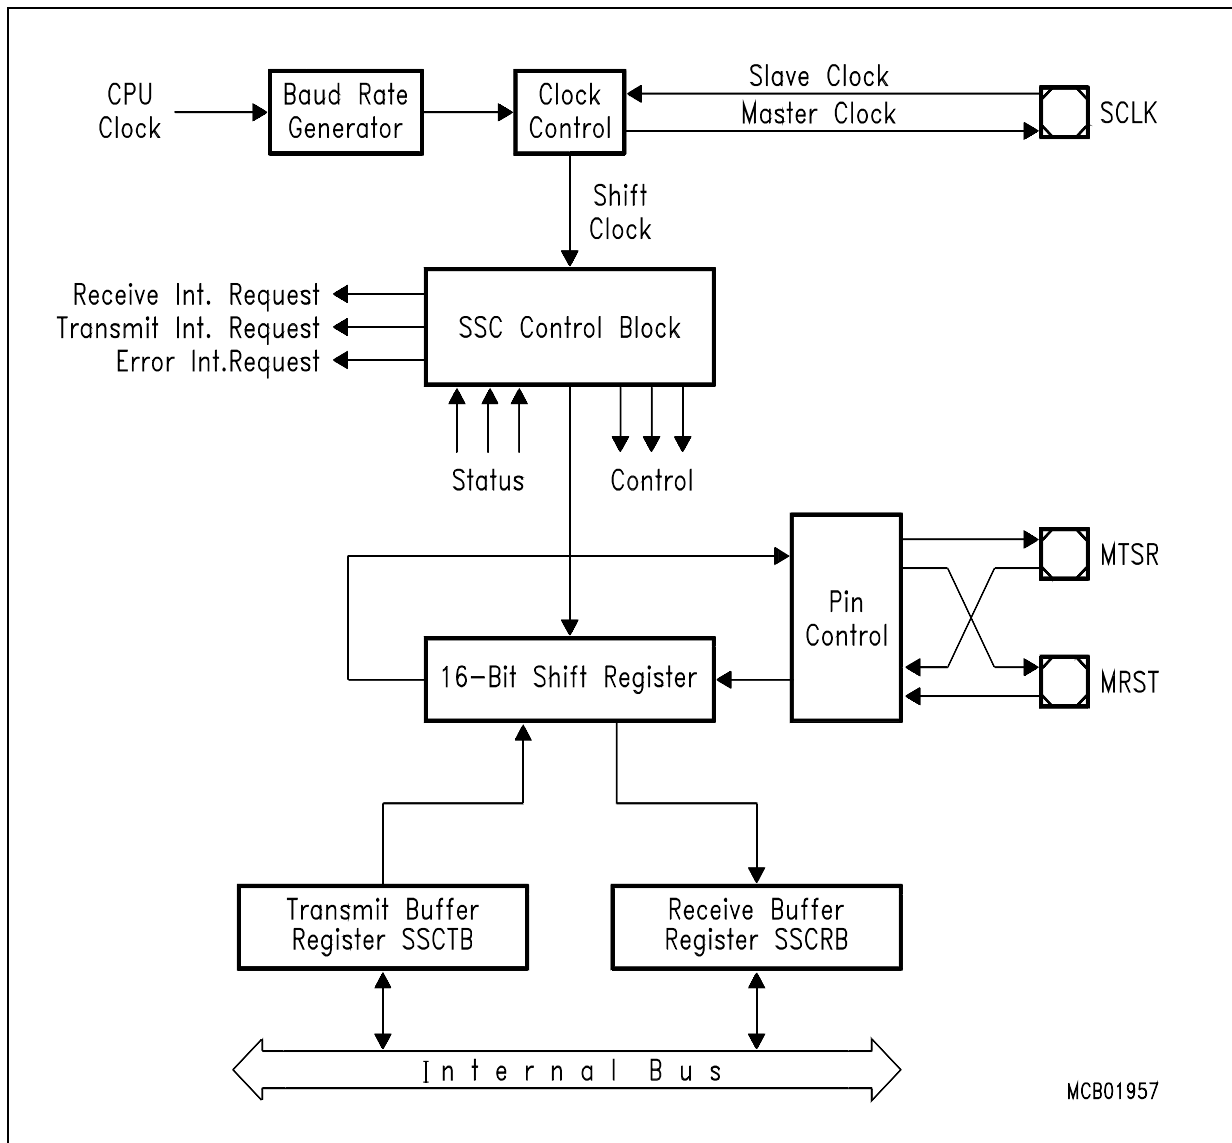 CPU
Clock
Baud Rate
Generator
Clock
Control
Slave Clock
Master Clock
SCLK
Shift
Clock
Receive Int. Request
Transmit Int. Request
Error Int.Request
SSC Control Block
Status
Control
Pin
Control
MTSR
MRST
16-Bit Shift Register
Transmit Buffer
Register SSCTB
Receive Buffer
Register SSCRB
Internal Bus
MCB01957